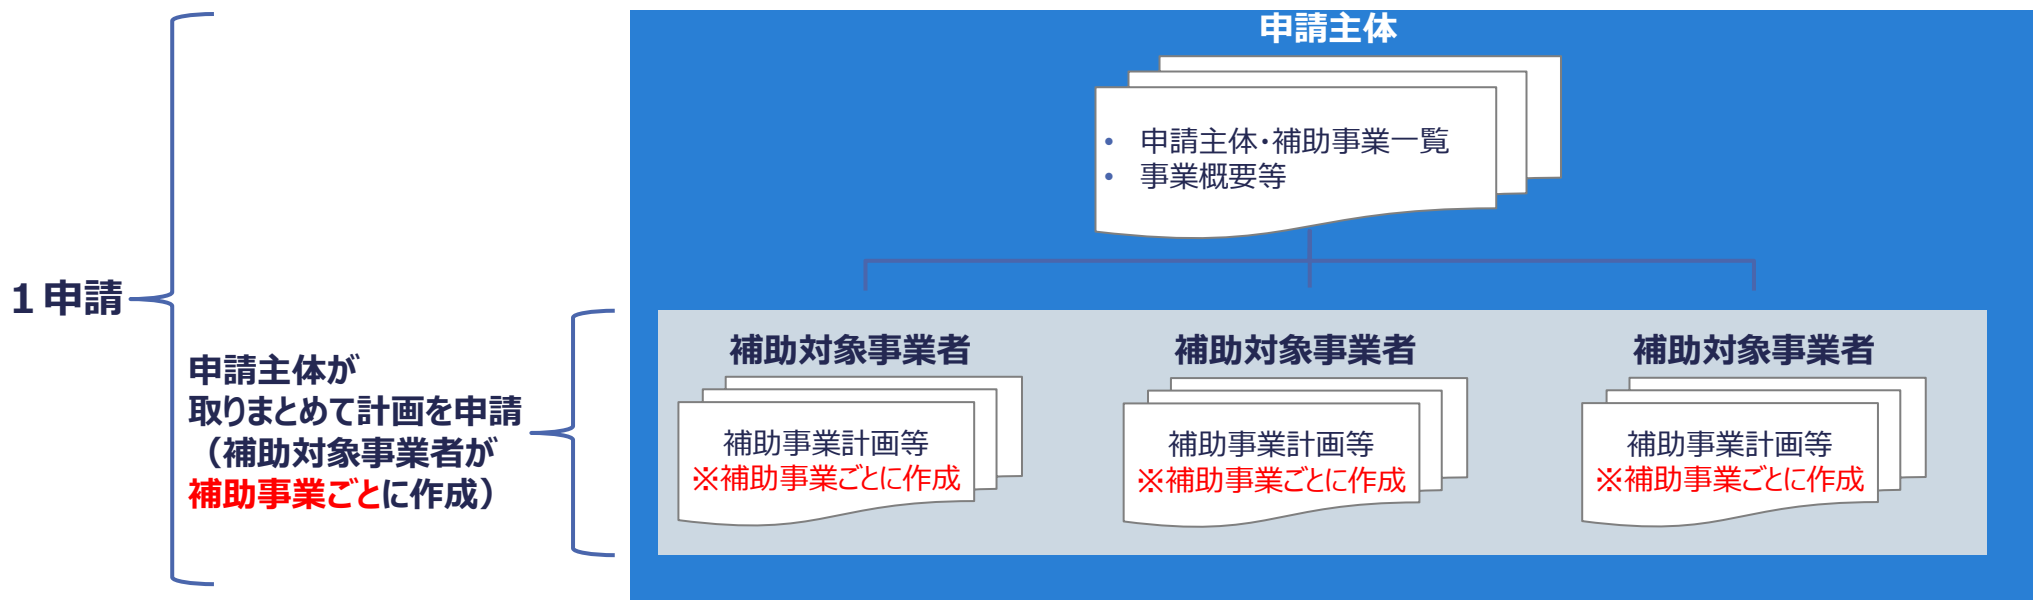 申請主体
• 申請主体・補助事業一覧
• 事業概要等
１申請
申請主体が
取りまとめて計画を申請
（補助対象事業者が
補助事業ごとに作成）
補助対象事業者
補助事業計画等
※補助事業ごとに作成
補助対象事業者
補助事業計画等
※補助事業ごとに作成
補助対象事業者
補助事業計画等
※補助事業ごとに作成